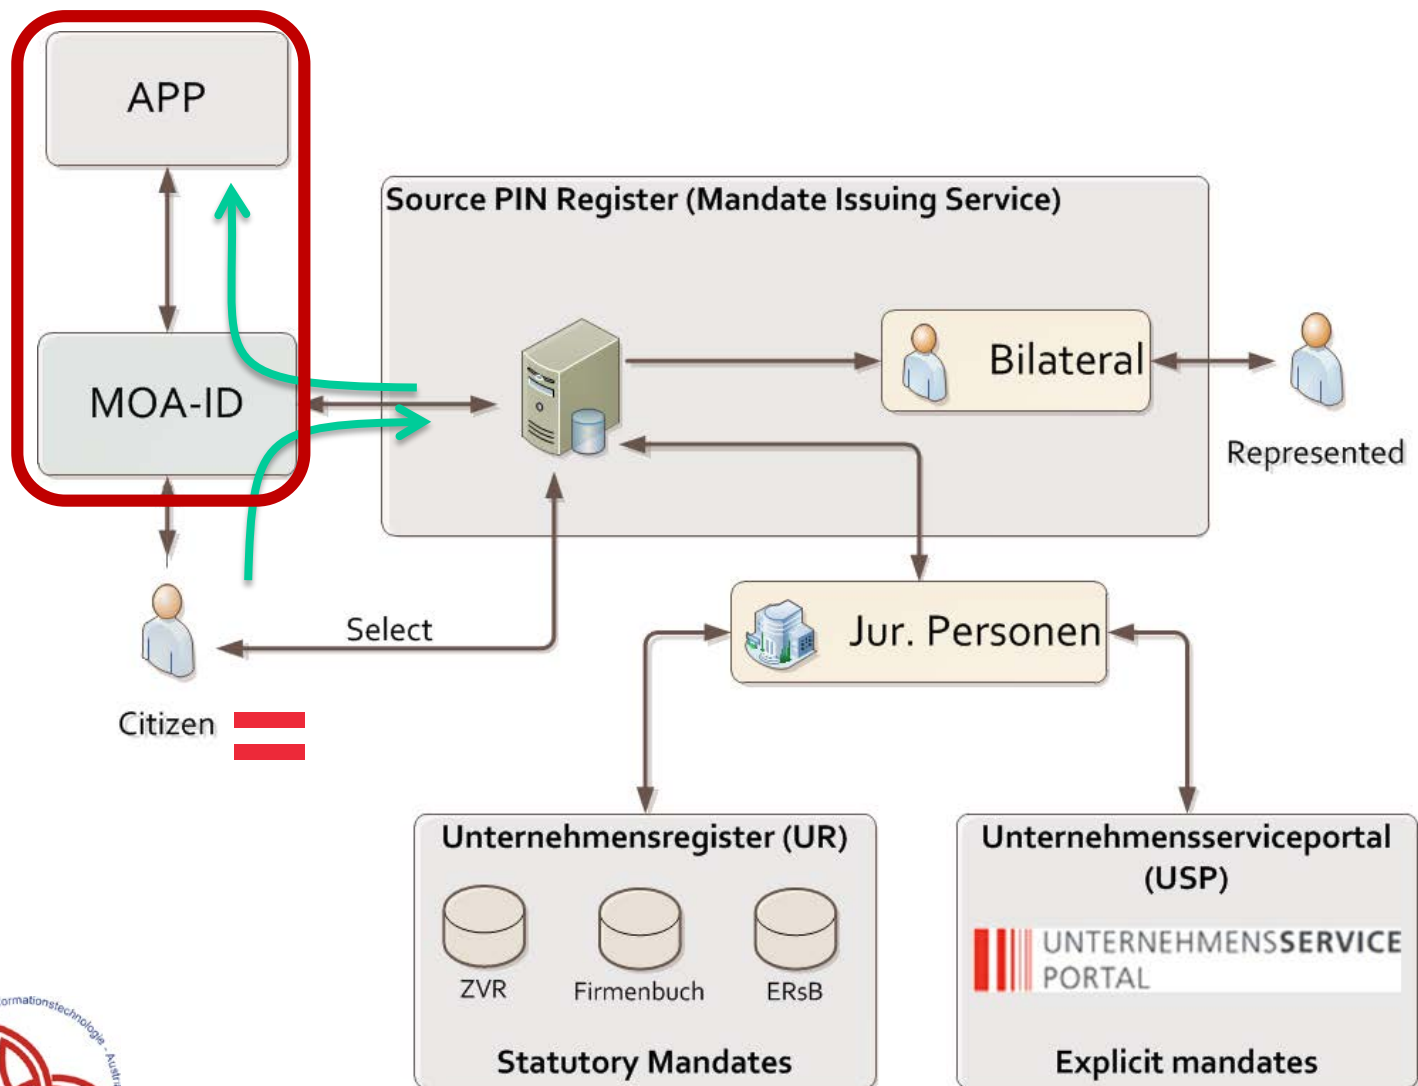 APP
Source PIN Register (Mandate Issuing Service)
Bilateral
MOA-ID
Represented
Select
Jur. Personen
Citizen
Unternehmensregister (UR)
ZVR
Firmenbuch
ERsB
Statutory Mandates
Unternehmensserviceportal
(USP)
UNTERNEHMENSSERVICE
PORTAL
Explicit mandates